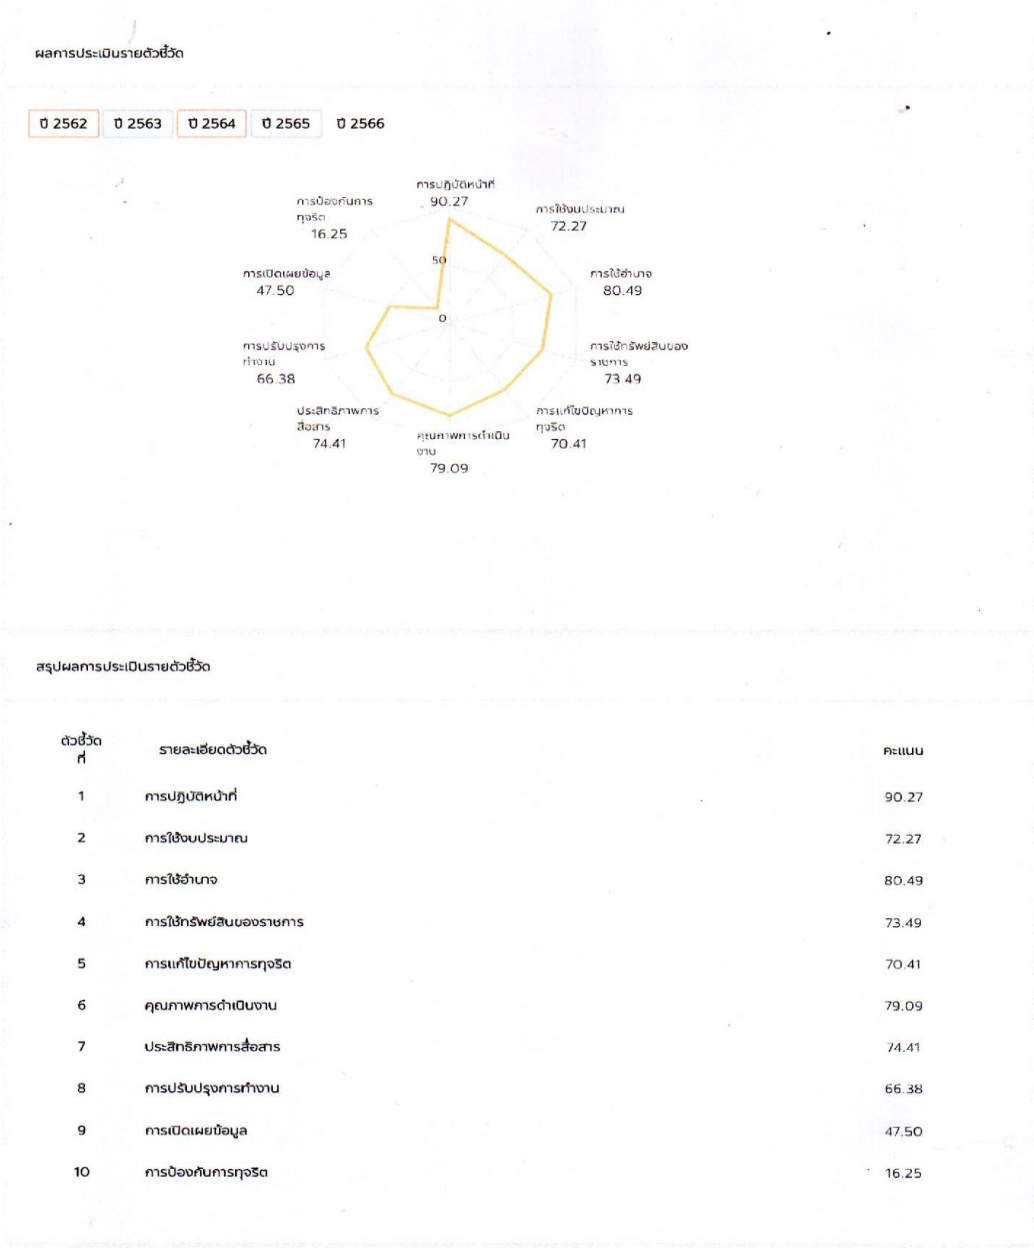 ผลการประเมินรายตัวชี้วัด
ปี 2562 ปี 2563 ปี 2564 ปี 2565 ปี 2566
การปฏิบัติหน้าที่
90.27
การใช้งบประมาณ
72.27
การใช้อำนาจ
80.49
การใช้ทรัพย์สินของ
ราชการ
73.49
การแก้ไขปัญหาการ
ทุจริต
70.41
คุณภาพการดำเนิน
งาน
79.09
ประสิทธิภาพการ
สื่อสาร
74.41
การปรับปรุงการ
ทำงาน
66.38
การเปิดเผยข้อมูล
47.50
การป้องกันการ
ทุจริต
16.25
50
0
สรุปผลการประเมินรายตัวชี้วัด
ตัวชี้วัด
ที่ รายละเอียดตัวชี้วัด คะแนน
1 การปฏิบัติหน้าที่ 90.27
2 การใช้งบประมาณ 72.27
3 การใช้อำนาจ 80.49
4 การใช้ทรัพย์สินของราชการ 73.49
5 การแก้ไขปัญหาการทุจริต 70.41
6 คุณภาพการดำเนินงาน 79.09
7 ประสิทธิภาพการสื่อสาร 74.41
8 การปรับปรุงการทำงาน 66.38
9 การเปิดเผยข้อมูล 47.50
10 การป้องกันการทุจริต 16.25